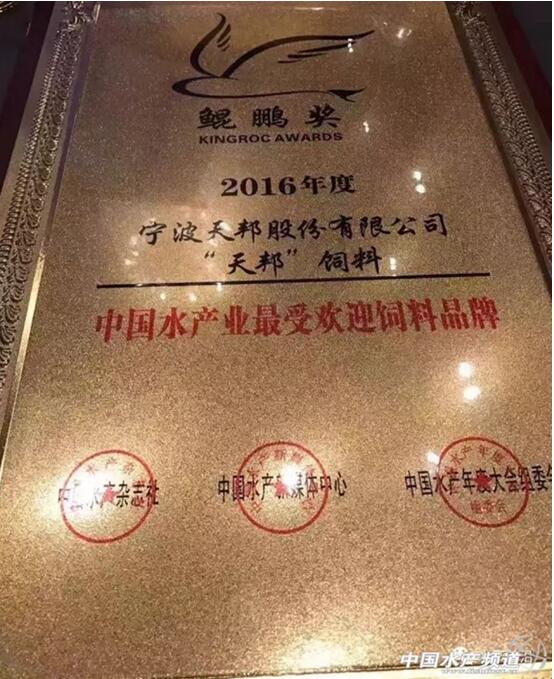 鲲鹏奖
KINGROC AWARDS
2016年度
宁波天邦股份有限公司
“天邦”饲料
中国水产业最受欢迎饲料品牌
中国水产杂志社
中国水产新媒体中心
中国水产年度大会组委会
中国水产频道